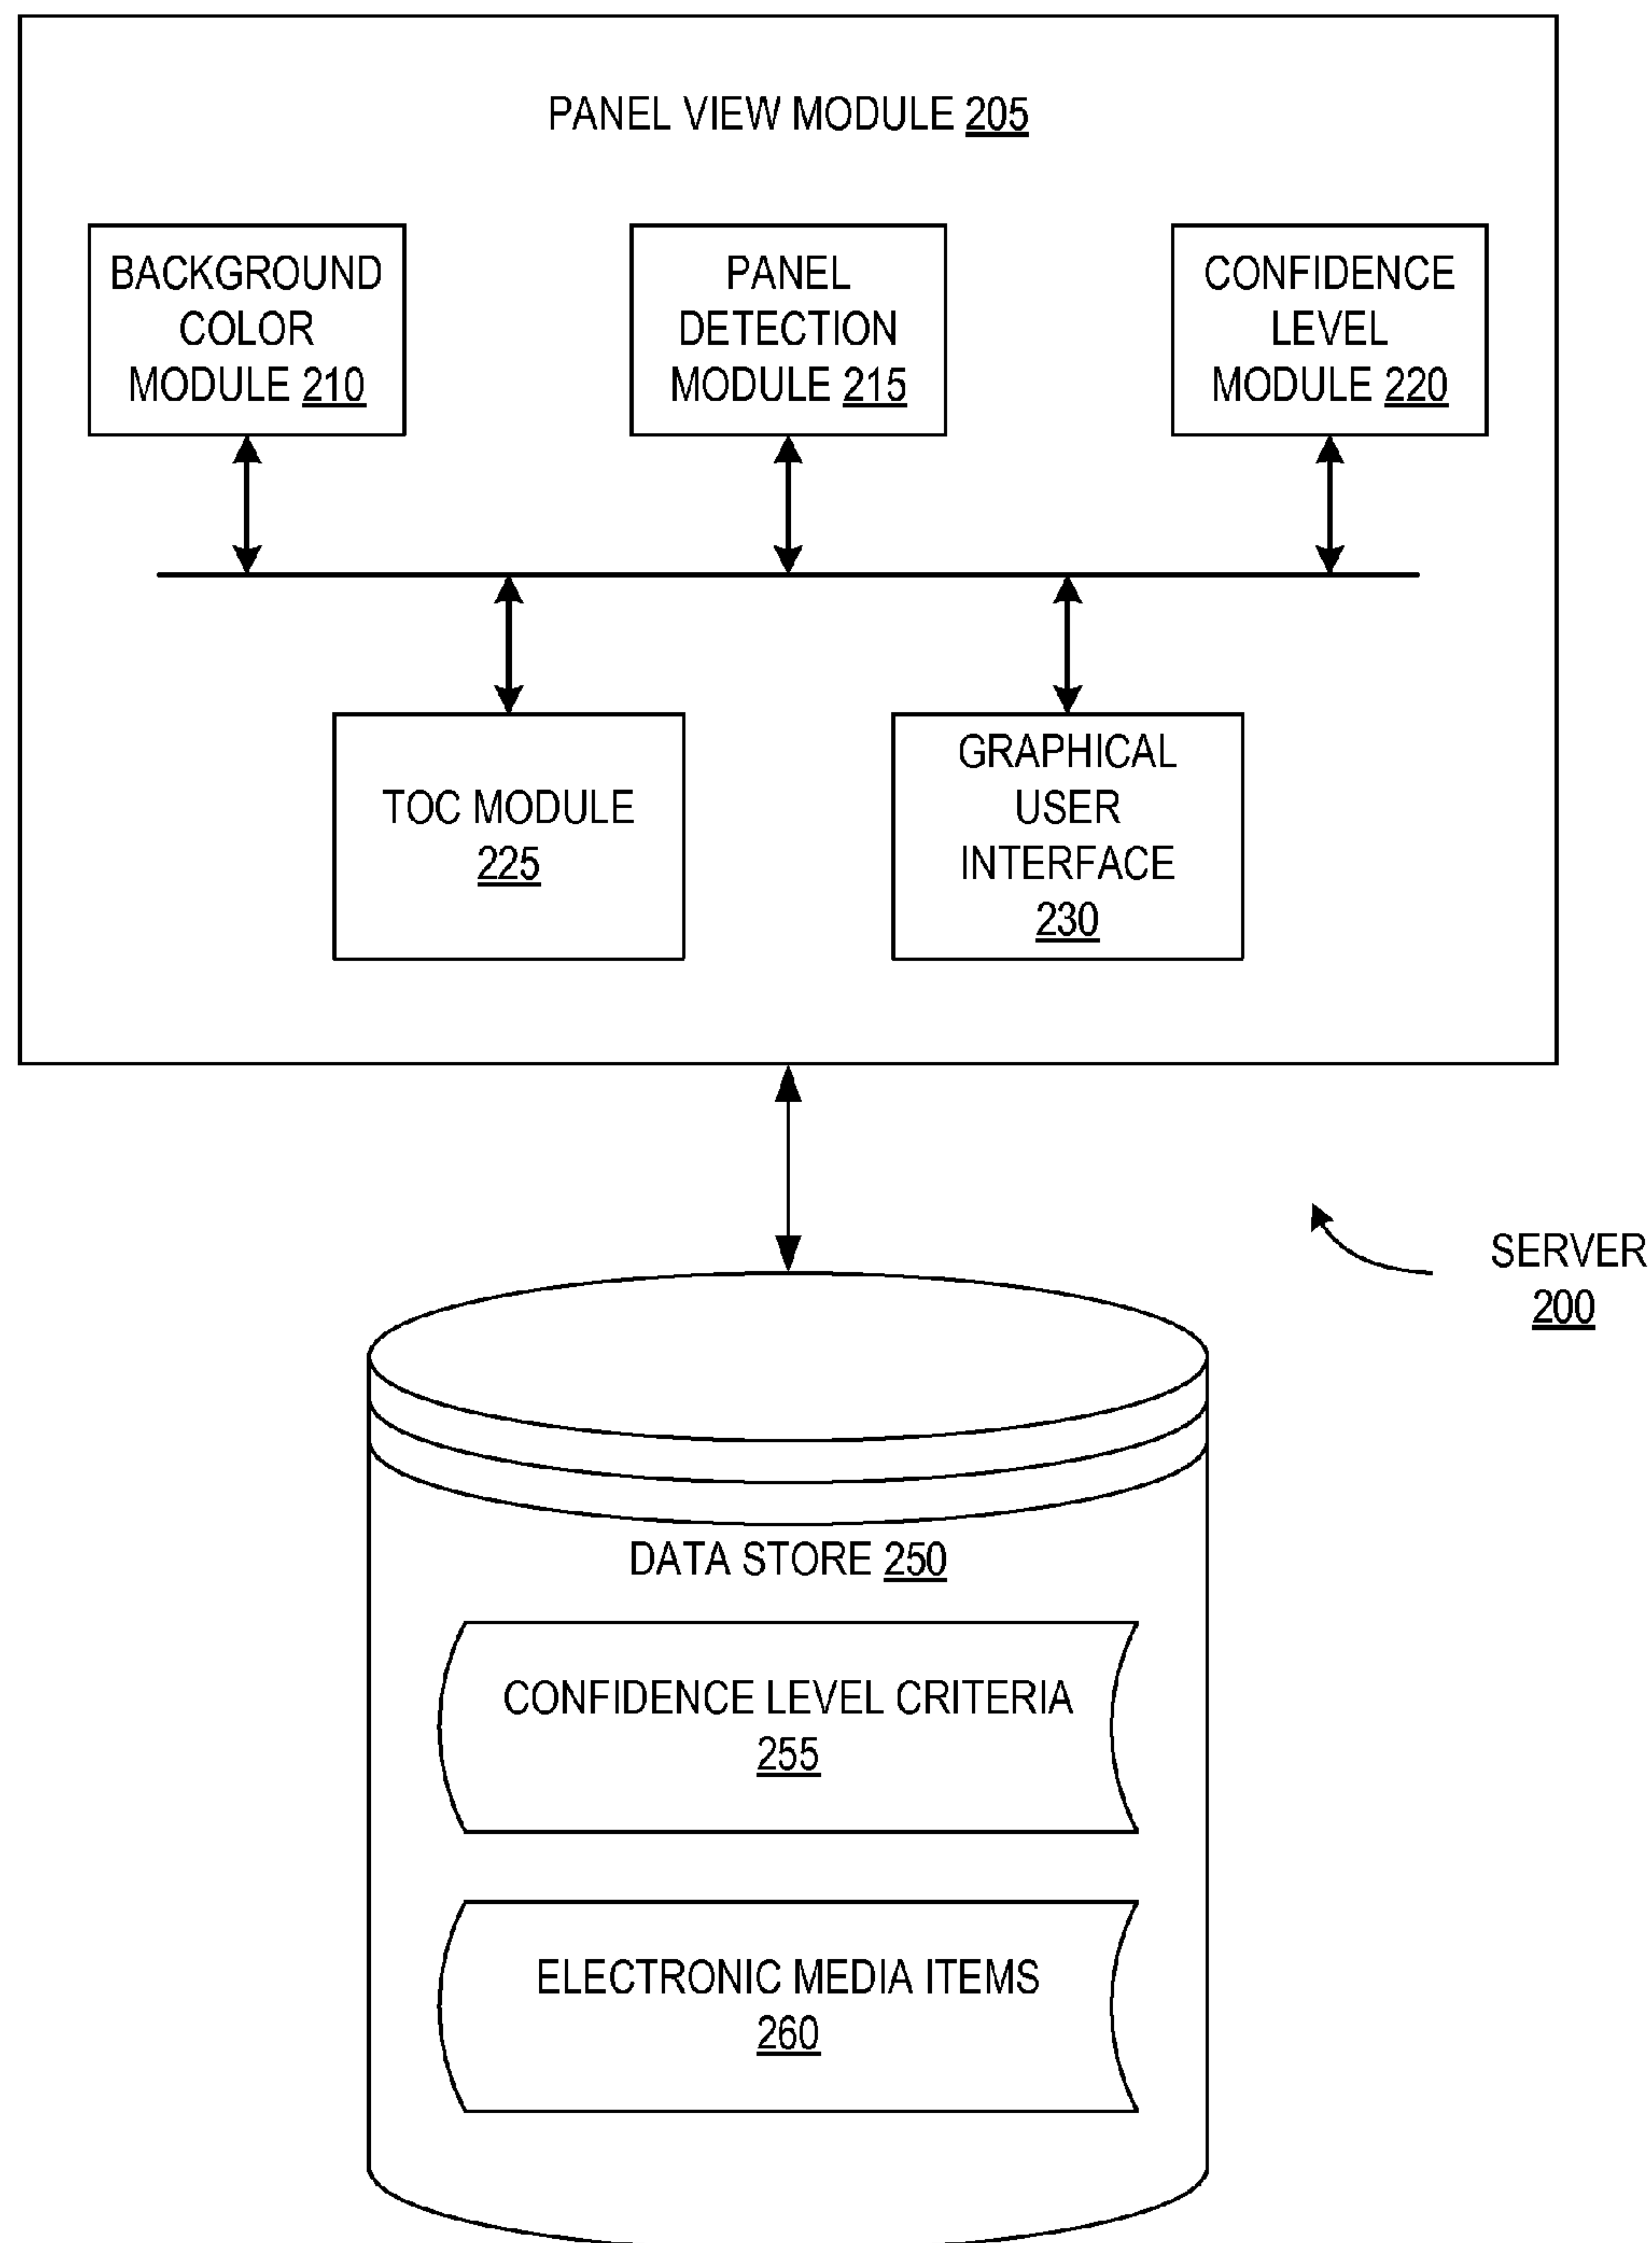 PANEL VIEW MODULE 205
BACKGROUND
COLOR
MODULE 210
PANEL
DETECTION
MODULE 215
CONFIDENCE
LEVEL
MODULE 220
TOC MODULE
225
GRAPHICAL
USER
INTERFACE
230
SERVER
200
DATA STORE 250
CONFIDENCE LEVEL CRITERIA
255
ELECTRONIC MEDIA ITEMS
260